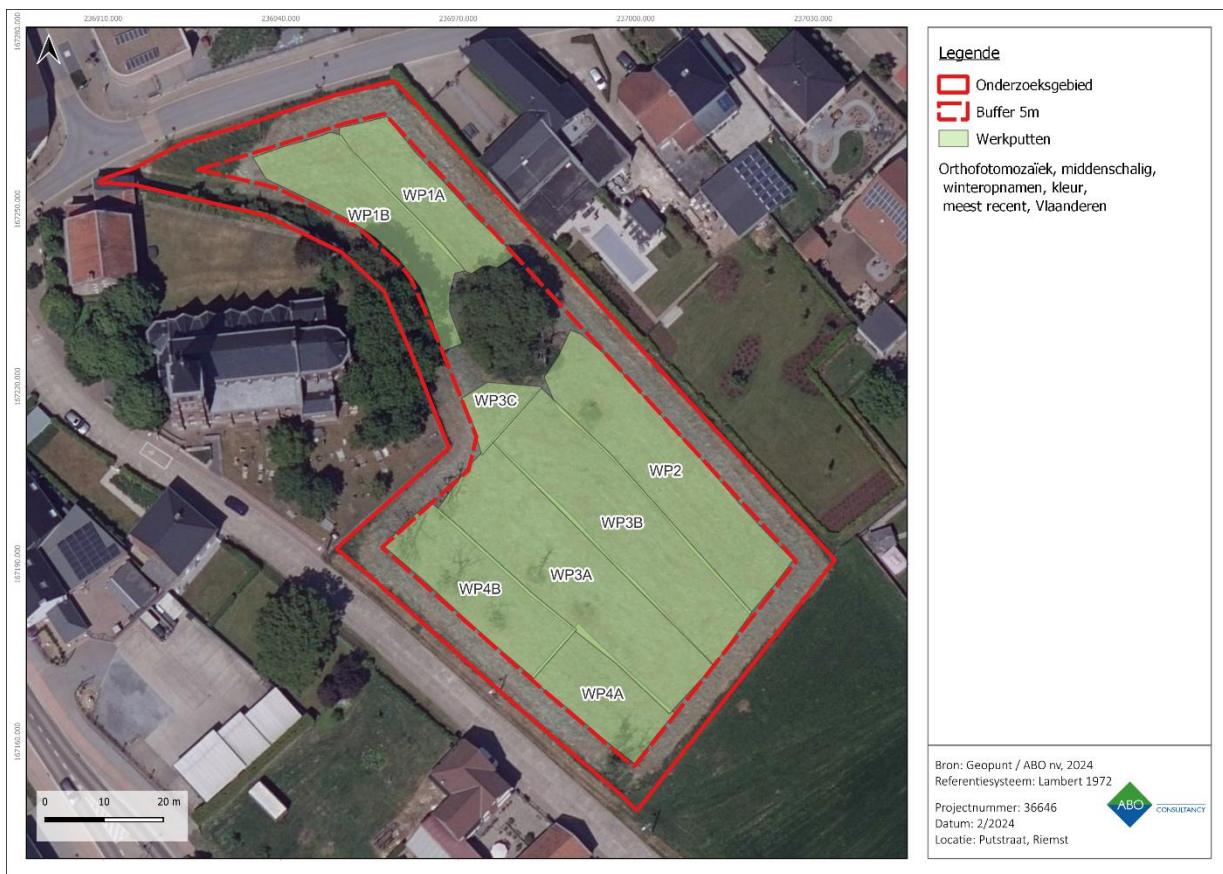 236910.000 236940.000 236970.000 237000.000 237030.000
167280.000
167250.000
167220.000
167190.000
167160.000
WP1A
WP1B
WP3C
WP2
WP3B
WP3A
WP4B
WP4A
0 10 20 m
Legende
Onderzoeksgebied
Buffer 5m
Werkputten
Orthofotomozaïek, middenschalig,
winteropnamen, kleur,
meest recent, Vlaanderen
Bron: Geopunt / ABO nv, 2024
Referentiesysteem: Lambert 1972
Projectnummer: 36646
Datum: 2/2024
Locatie: Putstraat, Riemst
ABO
CONSULTANCY